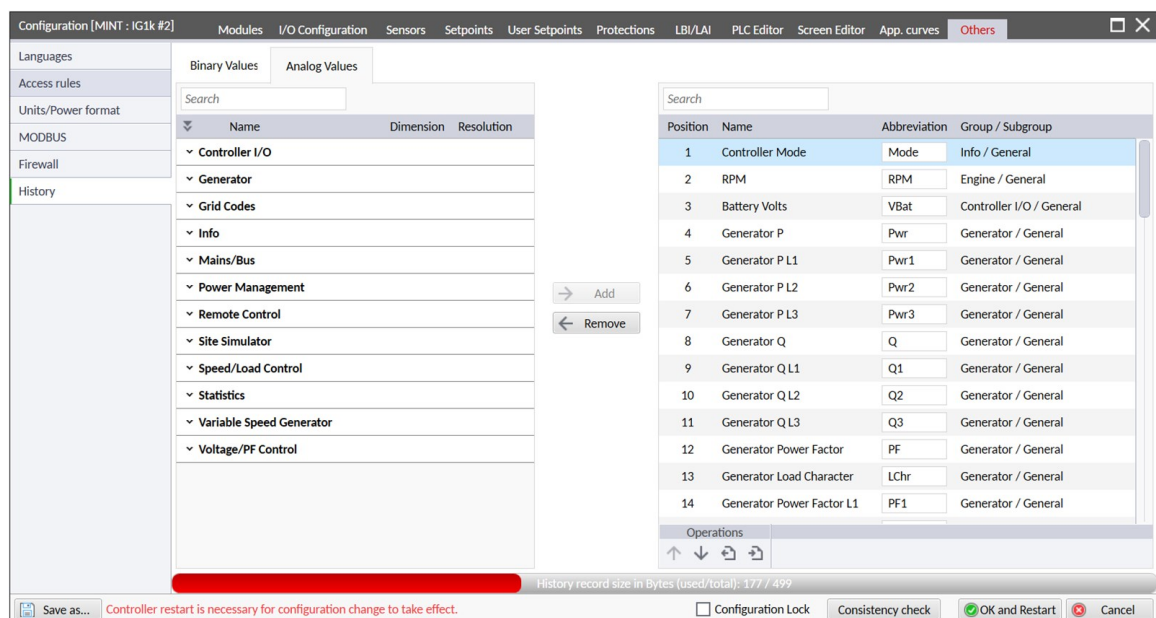 Configuration [MINT : IG1k #2] Modules I/O Configuration Sensors Setpoints User Setpoints Protections LBI/LAI PLC Editor Screen Editor App. curves Others
Languages
Access rules
Units/Power format
MODBUS
Firewall
History
Binary Values Analog Values
Search
Name Dimension Resolution
Controller I/O
Generator
Grid Codes
Info
Mains/Bus
Power Management
Remote Control
Site Simulator
Speed/Load Control
Statistics
Variable Speed Generator
Voltage/PF Control
Add
Remove
Search
Position Name Abbreviation Group / Subgroup
1 Controller Mode Mode Info / General
2 RPM RPM Engine / General
3 Battery Volts VBat Controller I/O / General
4 Generator P Pwr Generator / General
5 Generator P L1 Pwr1 Generator / General
6 Generator P L2 Pwr2 Generator / General
7 Generator P L3 Pwr3 Generator / General
8 Generator Q Q Generator / General
9 Generator Q L1 Q1 Generator / General
10 Generator Q L2 Q2 Generator / General
11 Generator Q L3 Q3 Generator / General
12 Generator Power Factor PF Generator / General
13 Generator Load Character LChr Generator / General
14 Generator Power Factor L1 PF1 Generator / General
Operations
History record size in Bytes (used/total): 177 / 499
Save as... Controller restart is necessary for configuration change to take effect. Configuration Lock Consistency check OK and Restart Cancel